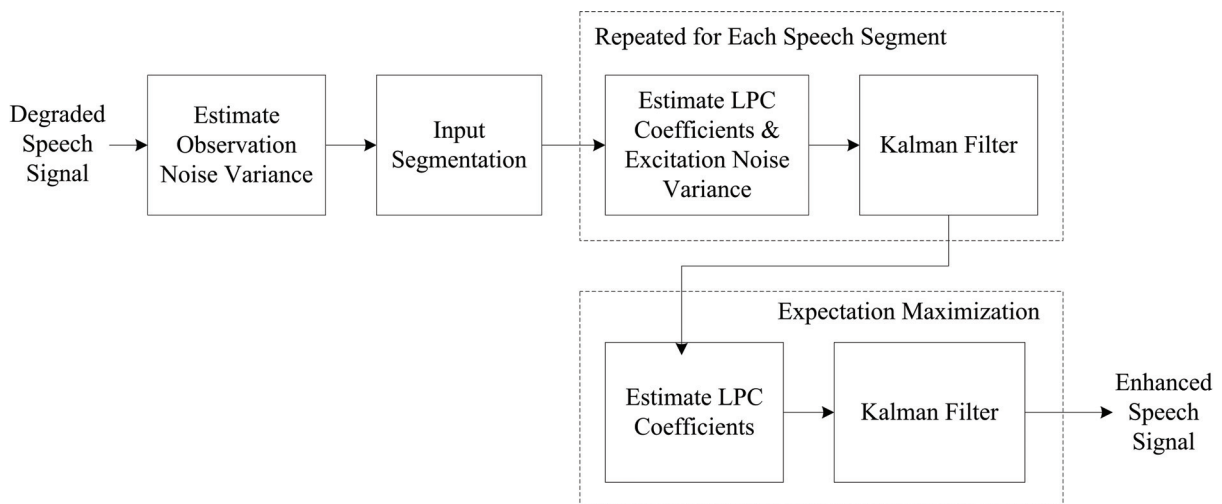 Repeated for Each Speech Segment
Degraded
Speech
Signal
Estimate
Observation
Noise Variance
Input
Segmentation
Estimate LPC
Coefficients &
Excitation Noise
Variance
Kalman Filter
Expectation Maximization
Estimate LPC
Coefficients
Kalman Filter
Enhanced
Speech
Signal